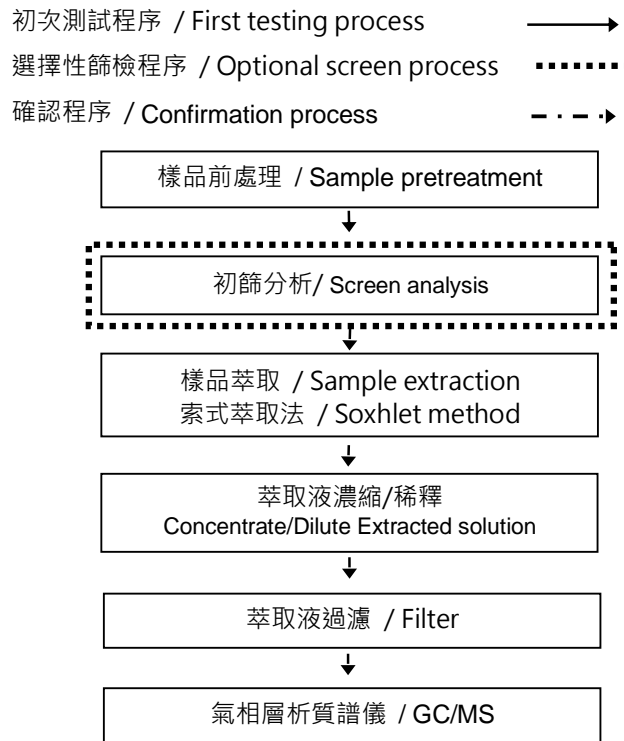 初次測試程序 / First testing process
選擇性篩檢程序 / Optional screen process
確認程序 / Confirmation process
樣品前處理 / Sample pretreatment
初篩分析/ Screen analysis
樣品萃取 / Sample extraction
索式萃取法 / Soxhlet method
萃取液濃縮/稀釋
Concentrate/Dilute Extracted solution
萃取液過濾 / Filter
氣相層析質譜儀 / GC/MS